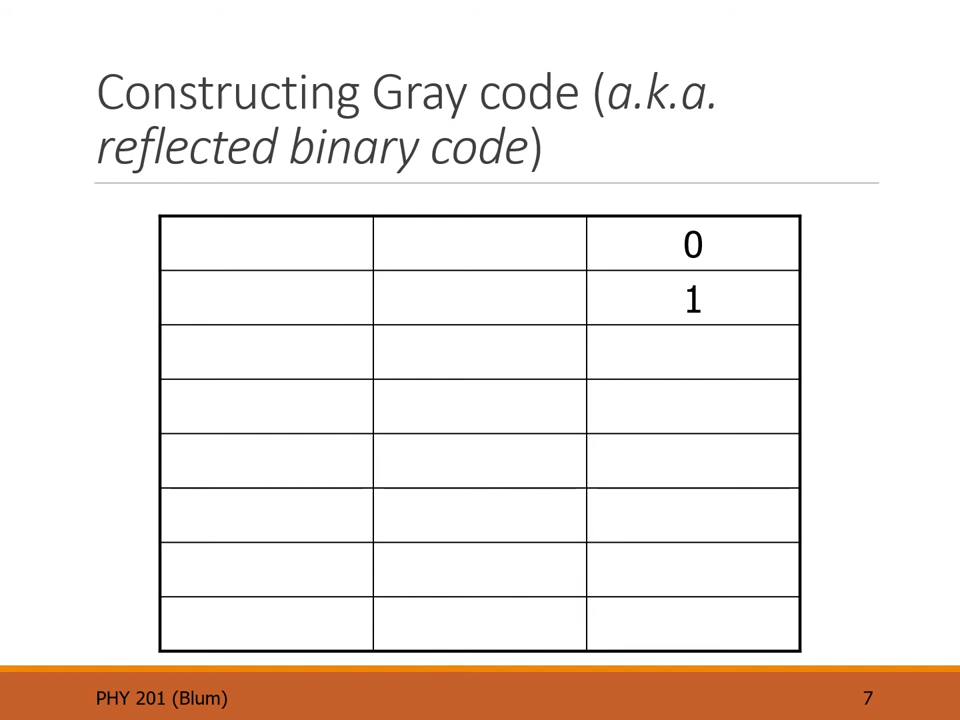 Constructing Gray code (a.k.a.
reflected binary code)
0
1
PHY 201 (Blum)
7